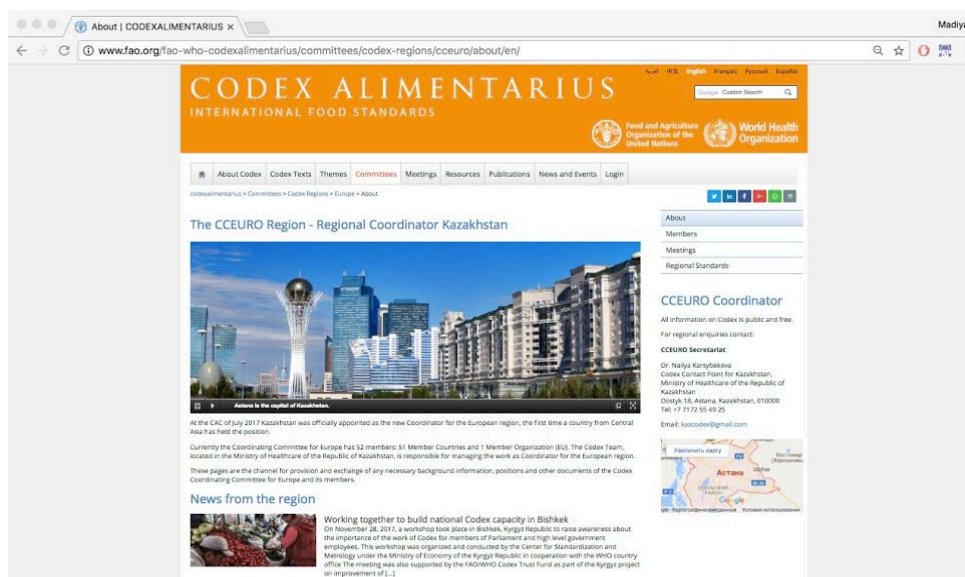 About | CODEXALIMENTARIUS ×
Madiya
www.fao.org/fao-who-codexalimentarius/committees/codex-regions/cceuro/about/en/
العربية 中文 English Français Русский Español
CODEX ALIMENTARIUS
INTERNATIONAL FOOD STANDARDS
Google Custom Search
Food and Agriculture
Organization of the
United Nations
World Health
Organization
About Codex Codex Texts Themes Committees Meetings Resources Publications News and Events Login
codexalimentarius > Committees > Codex Regions > Europe > About
The CCEURO Region - Regional Coordinator Kazakhstan
Astana is the capital of Kazakhstan.
At the CAC of July 2017 Kazakhstan was officially appointed as the new Coordinator for the European region, the first time a country from Central
Asia has held the position.
Currently the Coordinating Committee for Europe has 52 members: 51 Member Countries and 1 Member Organization (EU). The Codex Team,
located in the Ministry of Healthcare of the Republic of Kazakhstan, is responsible for managing the work as Coordinator for the European region.
These pages are the channel for provision and exchange of any necessary background information, positions and other documents of the Codex
Coordinating Committee for Europe and its members.
News from the region
Working together to build national Codex capacity in Bishkek
On November 28, 2017, a workshop took place in Bishkek, Kyrgyz Republic to raise awareness about
the importance of the work of Codex for members of Parliament and high level government
employees. This workshop was organized and conducted by the Center for Standardization and
Metrology under the Ministry of Economy of the Kyrgyz Republic in cooperation with the WHO country
office The meeting was also supported by the FAO/WHO Codex Trust Fund as part of the Kyrgyz project
on improvement of [...]
About
Members
Meetings
Regional Standards
CCEURO Coordinator
All information on Codex is public and free.
For regional enquiries contact:
CCEURO Secretariat
Dr. Nailya Karsybekova
Codex Contact Point for Kazakhstan,
Ministry of Healthcare of the Republic of
Kazakhstan
Dostyk 18, Astana, Kazakhstan, 010000
Tel: +7 7172 55 49 25
Email: kazcodex@gmail.com
Увеличить карту
Астана
Google
Картографические данные Условия использования